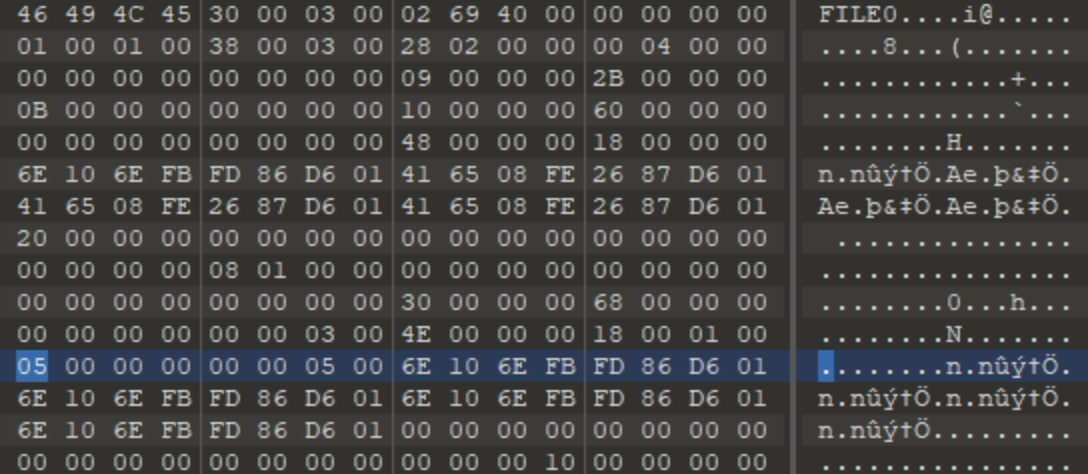 46 49 4C 45 30 00 03 00 02 69 40 00 00 00 00 00 FILE0....i@.....
01 00 01 00 38 00 03 00 28 02 00 00 00 04 00 00 ....8...(.......
00 00 00 00 00 00 00 00 09 00 00 00 2B 00 00 00 ............+...
0B 00 00 00 00 00 00 00 10 00 00 00 60 00 00 00 ............`...
00 00 00 00 00 00 00 00 48 00 00 00 18 00 00 00 ........H.......
6E 10 6E FB FD 86 D6 01 41 65 08 FE 26 87 D6 01 n.nûý†Ö.Ae.þ&‡Ö.
41 65 08 FE 26 87 D6 01 41 65 08 FE 26 87 D6 01 Ae.þ&‡Ö.Ae.þ&‡Ö.
20 00 00 00 00 00 00 00 00 00 00 00 00 00 00 00  ...............
00 00 00 00 08 01 00 00 00 00 00 00 00 00 00 00 ................
00 00 00 00 00 00 00 00 30 00 00 00 68 00 00 00 ........0...h...
00 00 00 00 00 00 03 00 4E 00 00 00 18 00 01 00 ........N.......
05 00 00 00 00 00 05 00 6E 10 6E FB FD 86 D6 01 ........n.nûý†Ö.
6E 10 6E FB FD 86 D6 01 6E 10 6E FB FD 86 D6 01 n.nûý†Ö.n.nûý†Ö.
6E 10 6E FB FD 86 D6 01 00 00 00 00 00 00 00 00 n.nûý†Ö.........
00 00 00 00 00 00 00 00 00 00 00 10 00 00 00 00 ................